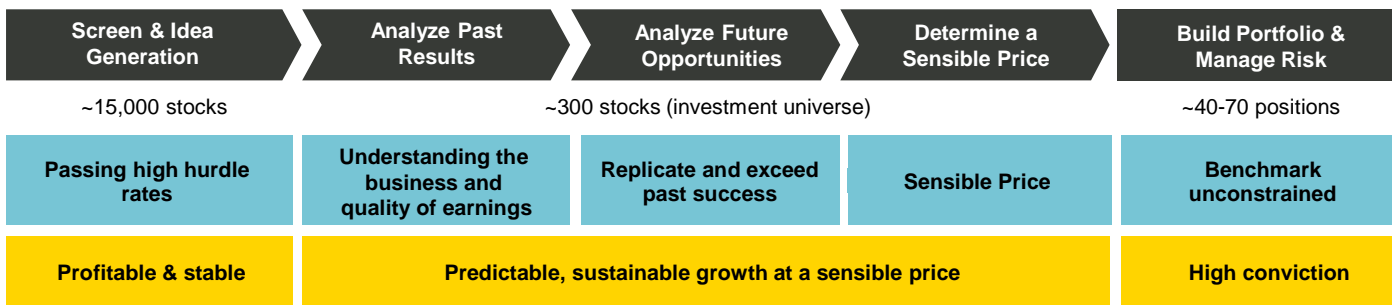 Screen & Idea
Generation
Analyze Past
Results
Analyze Future
Opportunities
Determine a
Sensible Price
Build Portfolio &
Manage Risk
~15,000 stocks
~300 stocks (investment universe)
~40-70 positions
Passing high hurdle
rates
Understanding the
business and
quality of earnings
Replicate and exceed
past success
Sensible Price
Benchmark
unconstrained
Profitable & stable
Predictable, sustainable growth at a sensible price
High conviction